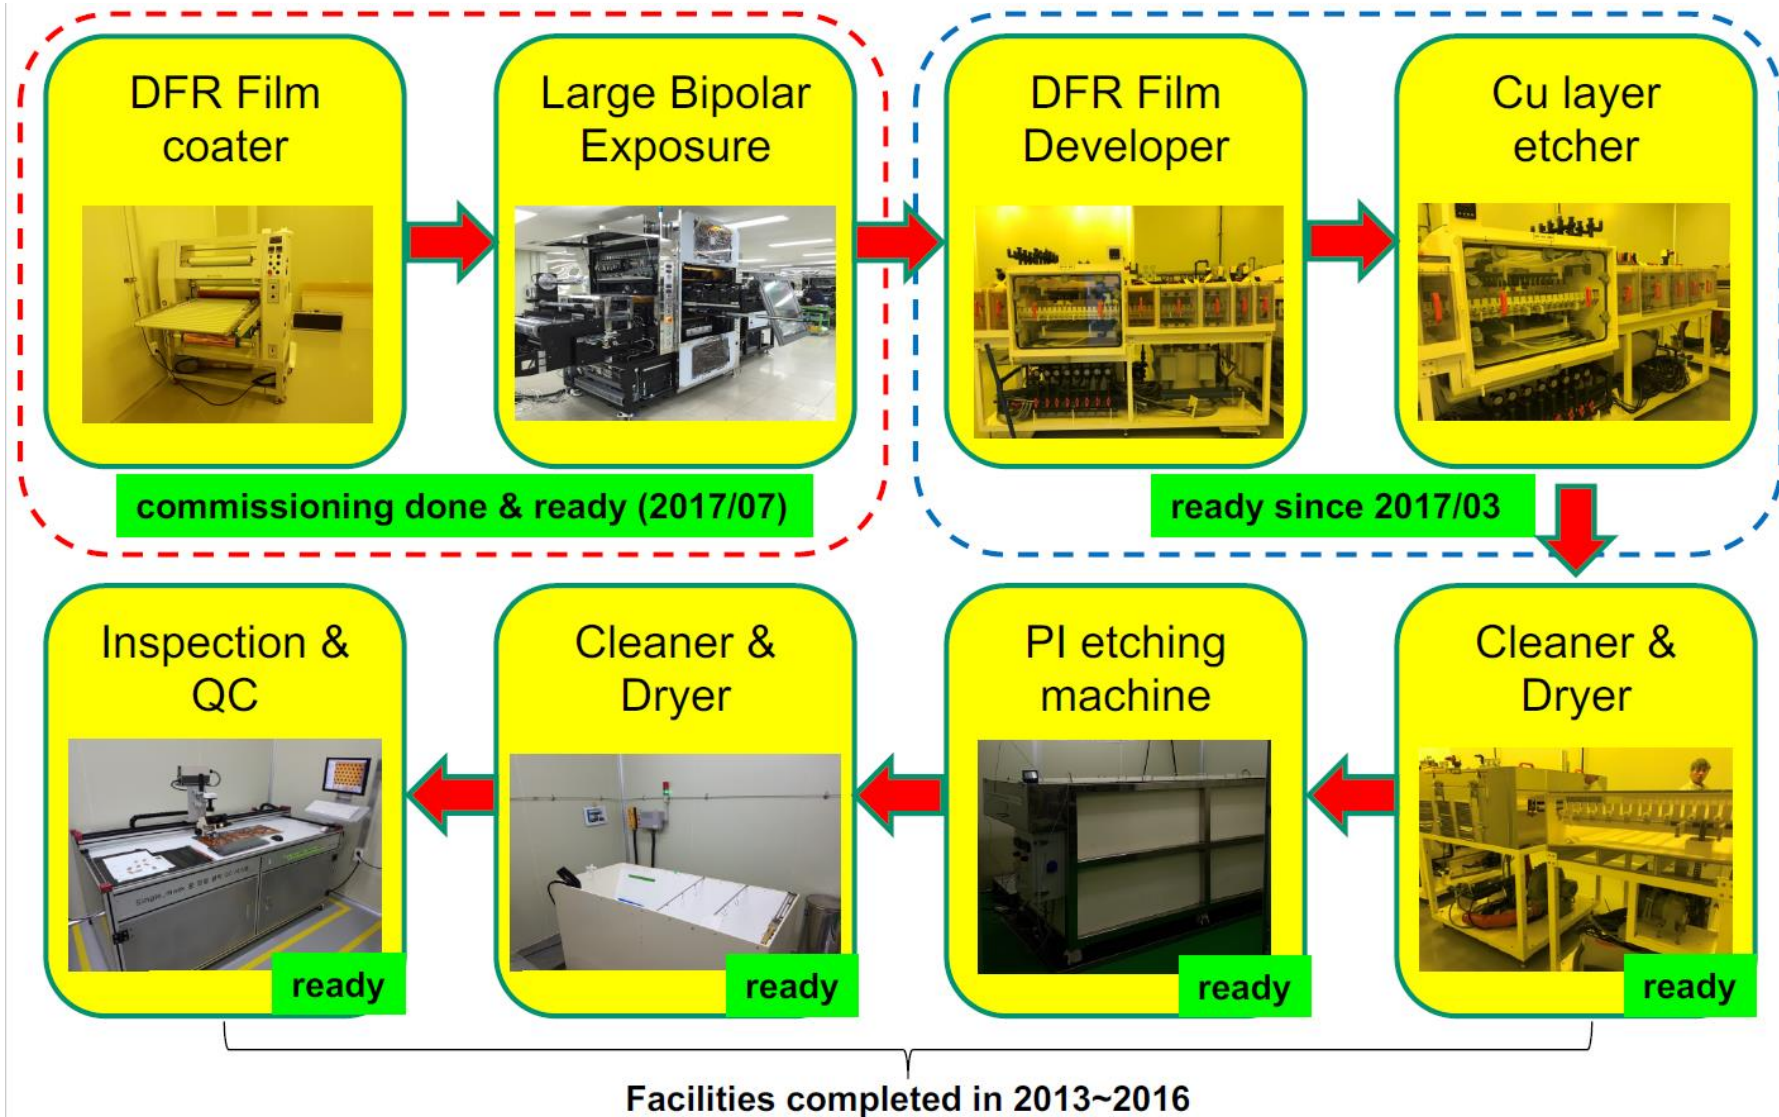 DFR Film
coater
Large Bipolar
Exposure
DFR Film
Developer
Cu layer
etcher
commissioning done & ready (2017/07)
ready since 2017/03
Inspection &
QC
Cleaner &
Dryer
PI etching
machine
Cleaner &
Dryer
ready
ready
ready
ready
Facilities completed in 2013~2016